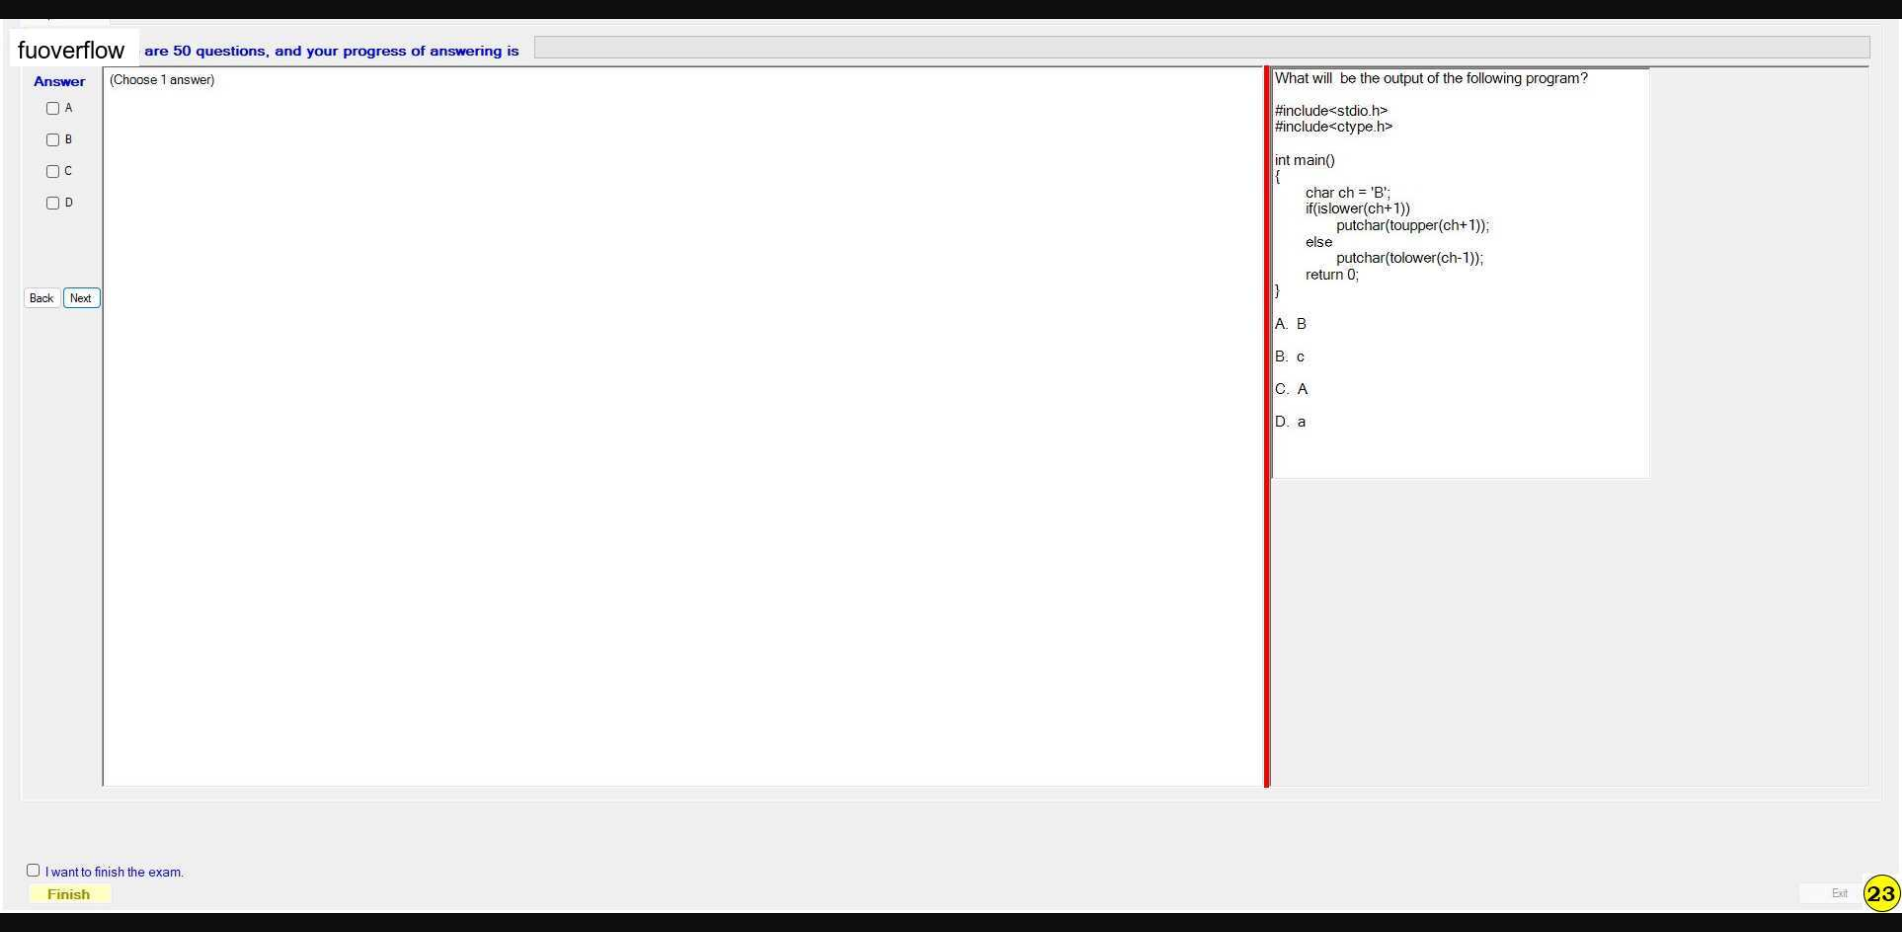 fuoverflow are 50 questions, and your progress of answering is
Answer
(Choose 1 answer)
A
B
C
D
Back Next
What will be the output of the following program?
#include<stdio.h>
#include<ctype.h>
int main()
{
char ch = 'B';
if(islower(ch+1))
putchar(toupper(ch+1));
else
putchar(tolower(ch-1));
return 0;
}
A. B
B. c
C. A
D. a
I want to finish the exam.
Finish
Exit
23